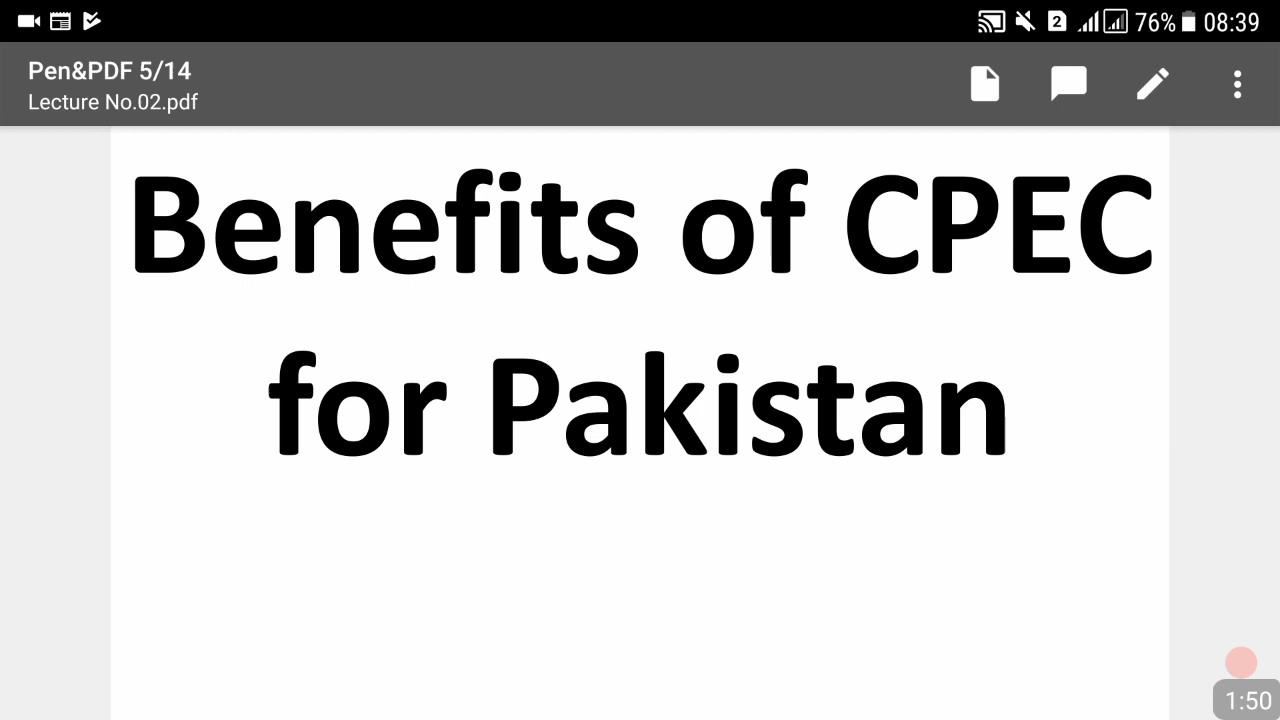 2 76% 08:39
Pen&PDF 5/14
Lecture No.02.pdf
Benefits of CPEC
for Pakistan
1:50